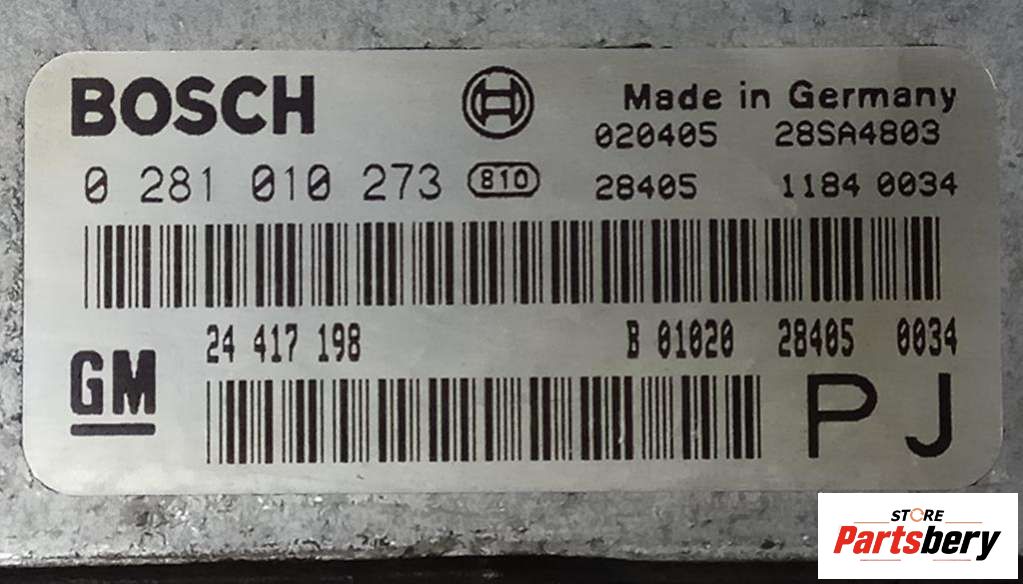 BOSCH
Made in Germany
020405 28SA4803
0 281 010 273 810 28405 1184 0034
24 417 198 B 01020 28405 0034
GM
P J
STORE
Partsbery